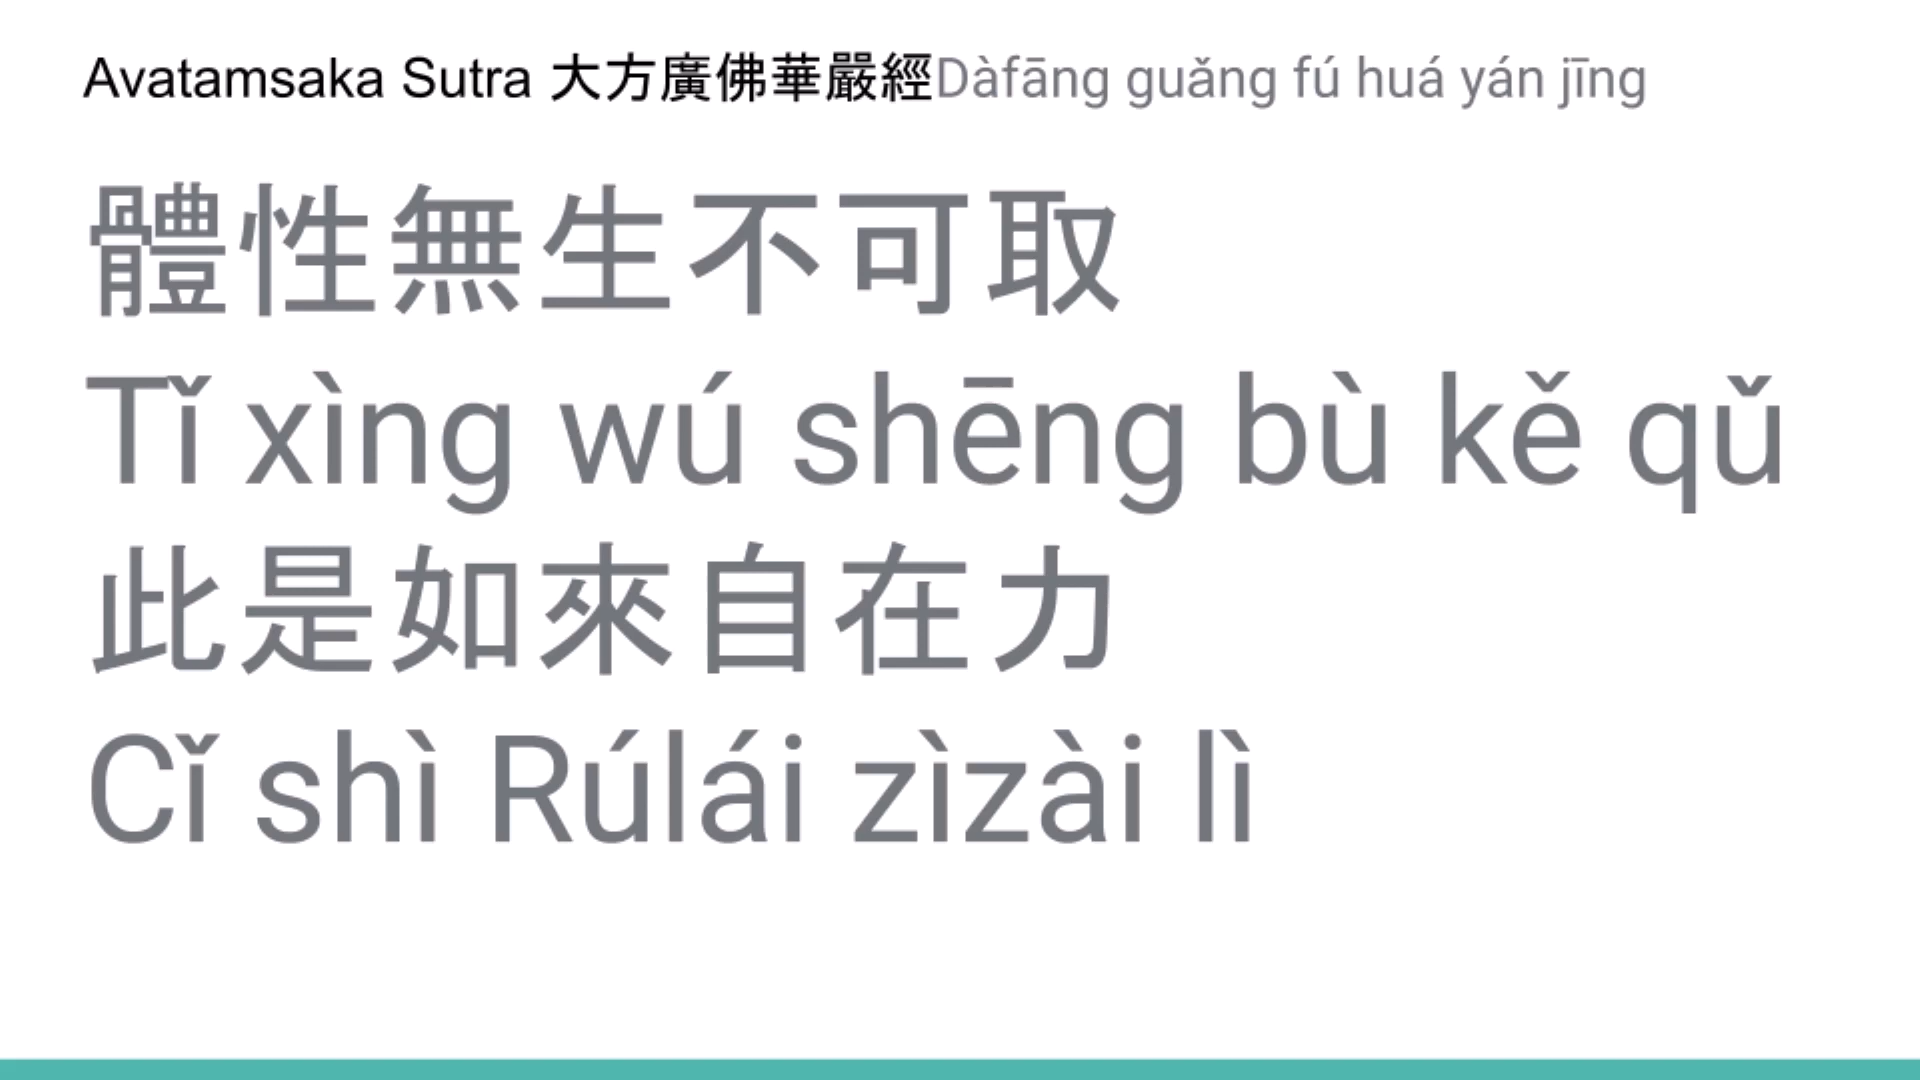 Avatamsaka Sutra 大方廣佛華嚴經Dàfāng guǎng fú huá yán jīng
體性無生不可取
Tǐ xìng wú shēng bù kě qǔ
此是如來自在力
Cǐ shì Rúlái zìzài lì